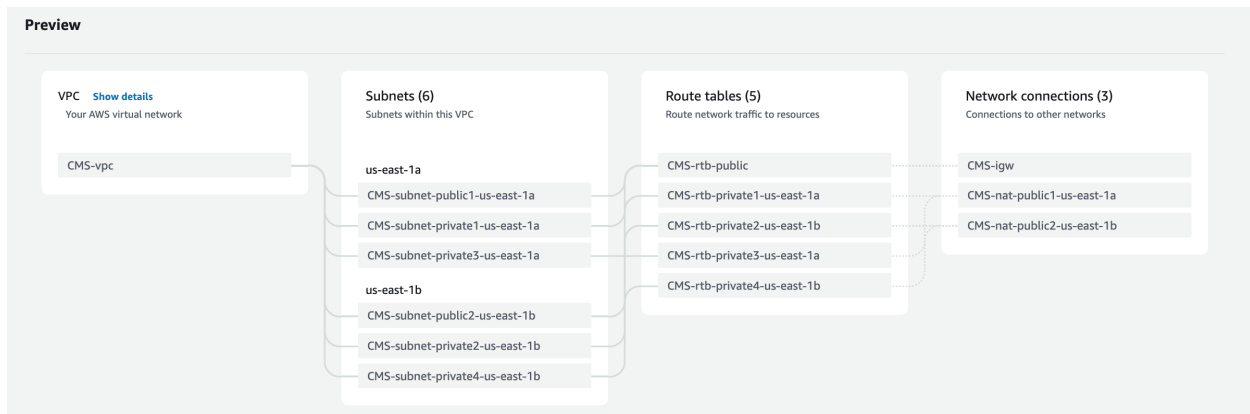 Preview
VPC Show details
Your AWS virtual network
CMS-vpc
Subnets (6)
Subnets within this VPC
us-east-1a
CMS-subnet-public1-us-east-1a
CMS-subnet-private1-us-east-1a
CMS-subnet-private3-us-east-1a
us-east-1b
CMS-subnet-public2-us-east-1b
CMS-subnet-private2-us-east-1b
CMS-subnet-private4-us-east-1b
Route tables (5)
Route network traffic to resources
CMS-rtb-public
CMS-rtb-private1-us-east-1a
CMS-rtb-private2-us-east-1b
CMS-rtb-private3-us-east-1a
CMS-rtb-private4-us-east-1b
Network connections (3)
Connections to other networks
CMS-igw
CMS-nat-public1-us-east-1a
CMS-nat-public2-us-east-1b